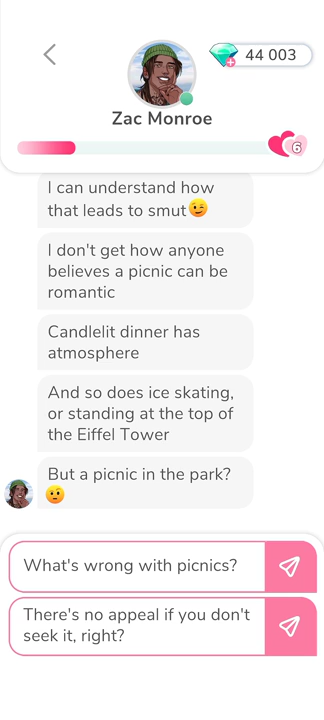 44 003
Zac Monroe
6
I can understand how
that leads to smut😉
I don't get how anyone
believes a picnic can be
romantic
Candlelit dinner has
atmosphere
And so does ice skating,
or standing at the top of
the Eiffel Tower
But a picnic in the park?
🤨
What's wrong with picnics?
There's no appeal if you don't
seek it, right?